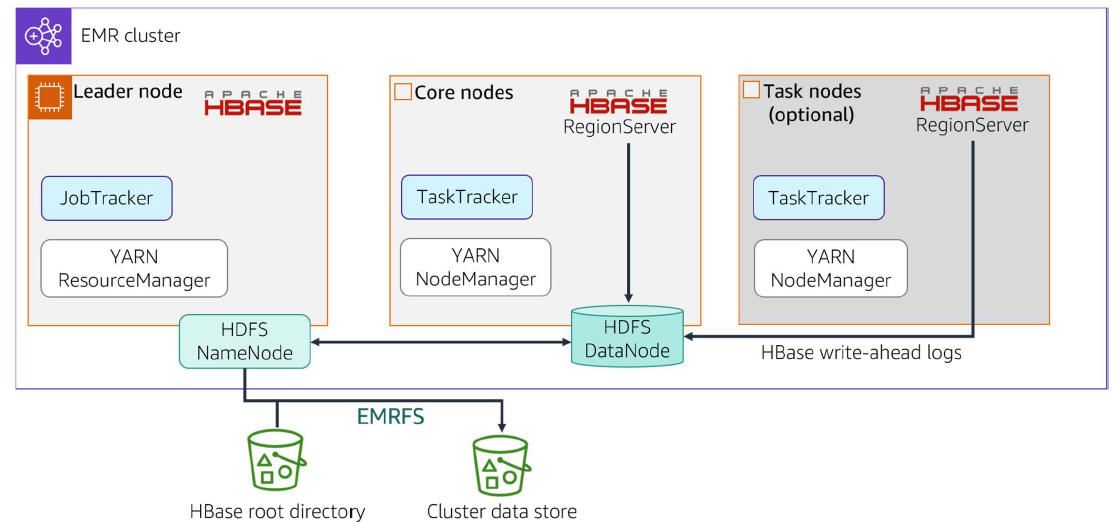 EMR cluster
Leader node
APACHE
HBASE
JobTracker
YARN
ResourceManager
HDFS
NameNode
Core nodes
APACHE
HBASE
RegionServer
TaskTracker
YARN
NodeManager
HDFS
DataNode
Task nodes
(optional)
APACHE
HBASE
RegionServer
TaskTracker
YARN
NodeManager
HBase write-ahead logs
EMRFS
HBase root directory
Cluster data store